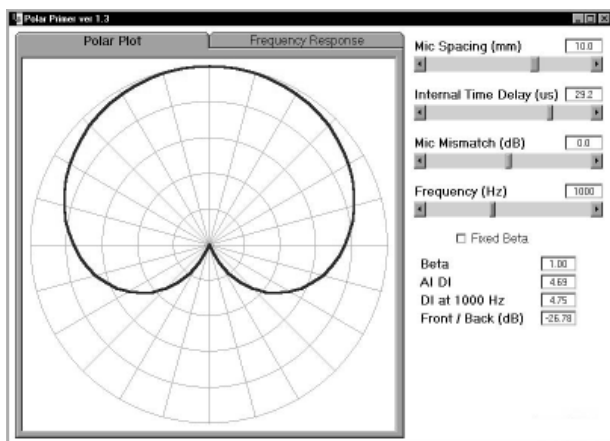 Polar Primer ver 1.3
Polar Plot
Frequency Response
Mic Spacing (mm) 10.0
Internal Time Delay (us) 29.2
Mic Mismatch (dB) 0.0
Frequency (Hz) 1000
Fixed Beta
Beta 1.00
AI DI 4.69
DI at 1000 Hz 4.75
Front / Back (dB) -26.78